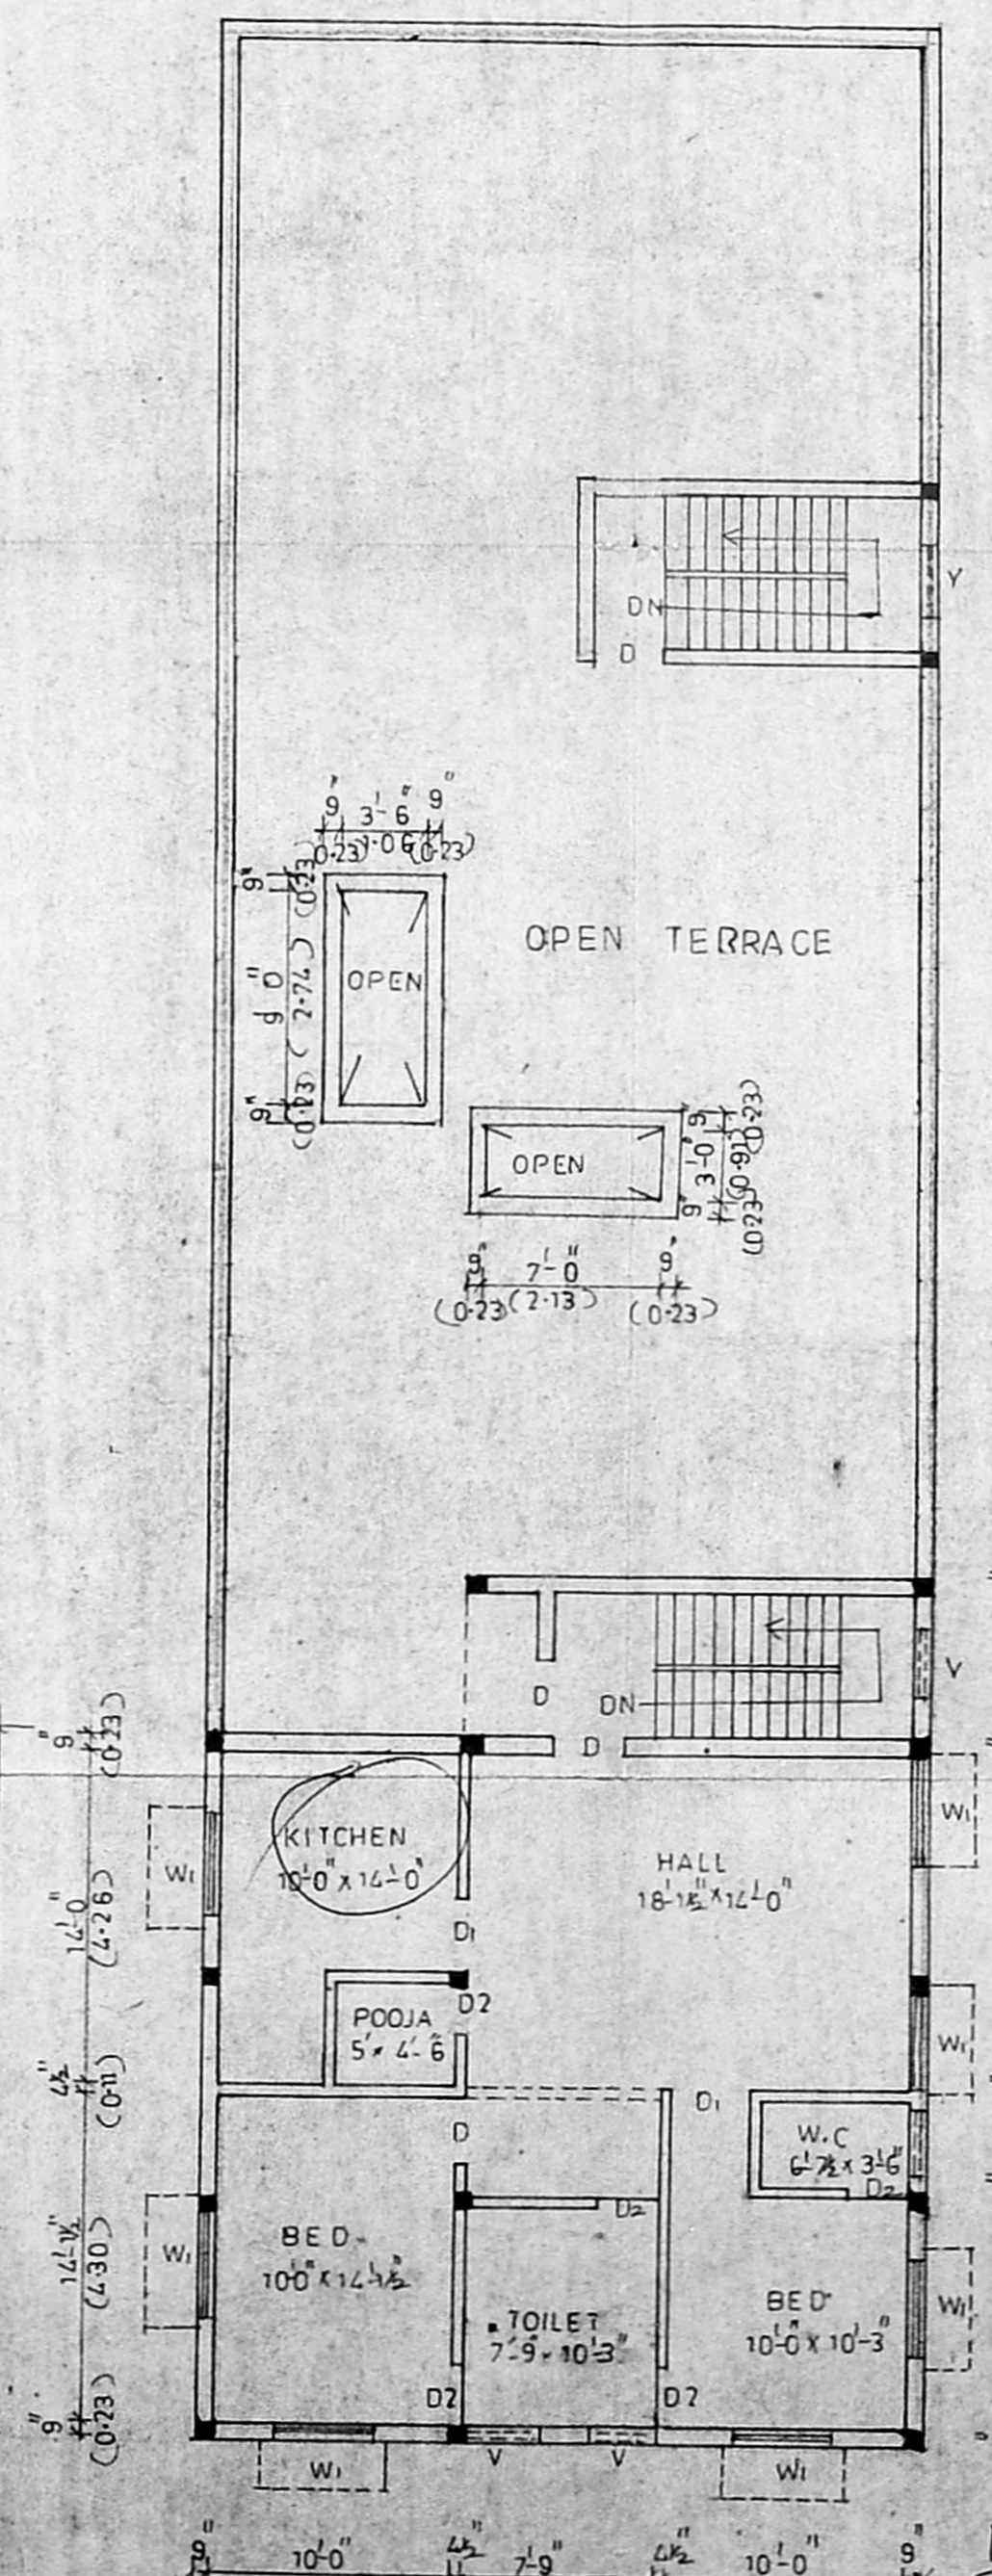 Y
DN
D
9" 3'-6" 9"
(0.23) 1.06 (0.23)
9" (0.23)
9'0" (2.74)
9" (0.23)
OPEN
OPEN TERRACE
OPEN
9" (0.23)
3'-0" (0.91)
9" (0.23)
9" 7'-0" 9"
(0.23) (2.13) (0.23)
V
D DN
D
9" (0.23)
W1
KITCHEN
10'-0" x 14'-0"
HALL
18'-1½" x 14'-0"
W1
14'-0" (4.26)
D1
D2
POOJA
5' x 4'-6"
W1
4½" (0.11)
D1
D
W.C
6'-7½" x 3'-6"
D2
D2
14'-1½" (4.30)
W1
BED
10'0" x 14'-1½"
TOILET
7'-9" x 10'-3"
BED
10'-0" x 10'-3"
W1
D2 D2
9" (0.23)
W1 V V W1
9" 10'-0" 4½" 7'-9" 4½" 10'-0" 9"